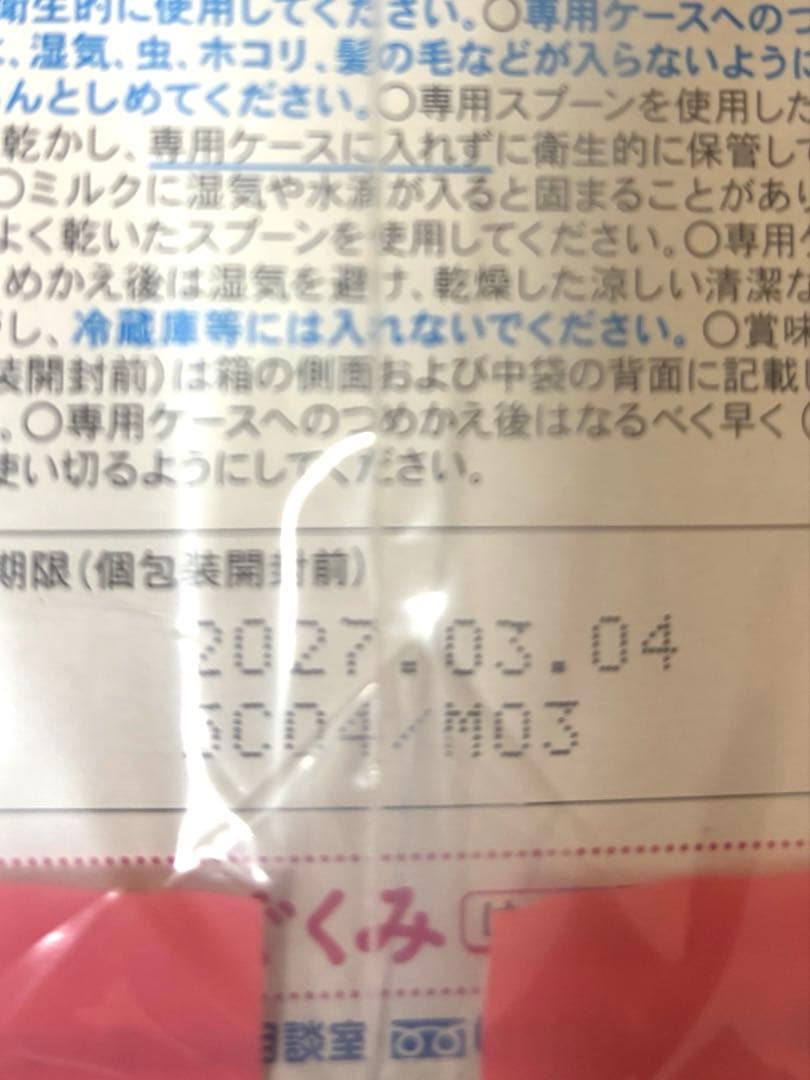 衛生的に使用してください。○専用ケースへのつ
、湿気、虫、ホコリ、髪の毛などが入らないように
んとしめてください。○専用スプーンを使用した
乾かし、専用ケースに入れずに衛生的に保管して
○ミルクに湿気や水滴が入ると固まることがあり
よく乾いたスプーンを使用してください。○専用ケ
めかえ後は湿気を避け、乾燥した涼しい清潔な
し、冷蔵庫等には入れないでください。○賞味
装開封前)は箱の側面および中袋の背面に記載し
。○専用ケースへのつめかえ後はなるべく早く(
使い切るようにしてください。
期限(個包装開封前)
2027.03.04
5CD4/M03
ぐくみ
相談室